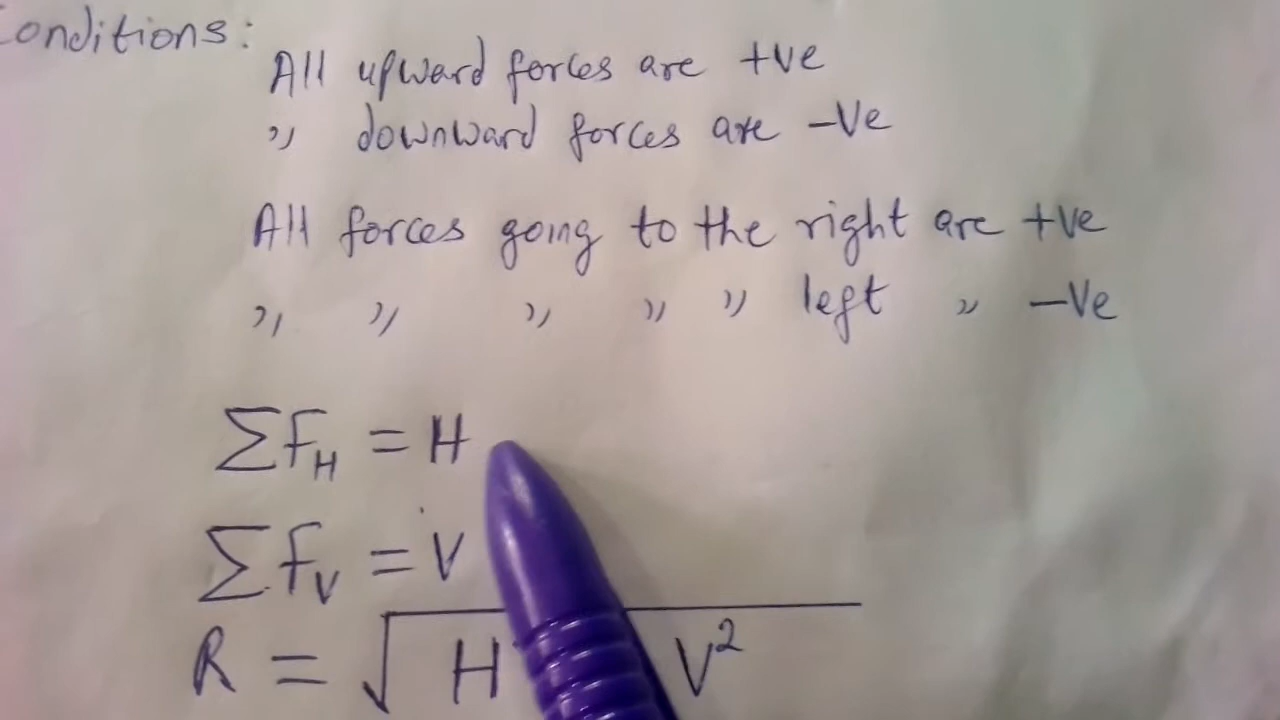 onditions:
All upward forces are +ve
,, downward forces are -Ve
All forces going to the right are +ve
,, ,, ,, ,, ,, left ,, -Ve
ΣF_H = H
ΣF_V = V
R = √ H V²